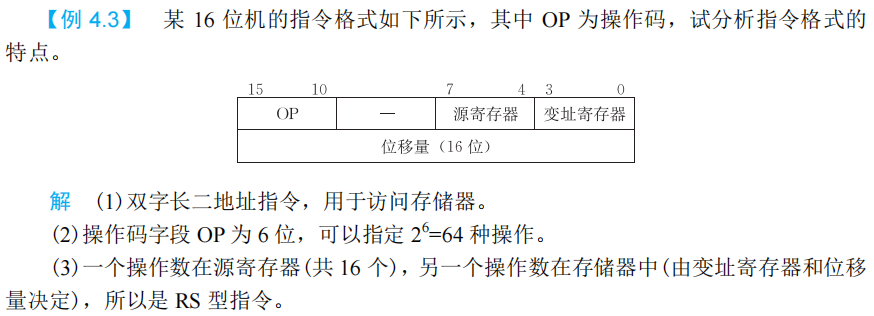 【例 4.3】 某 16 位机的指令格式如下所示，其中 OP 为操作码，试分析指令格式的
特点。
15 10 7 4 3 0
OP — 源寄存器 变址寄存器
位移量（16 位）
解 (1)双字长二地址指令，用于访问存储器。
(2)操作码字段 OP 为 6 位，可以指定 2⁶=64 种操作。
(3)一个操作数在源寄存器(共 16 个)，另一个操作数在存储器中(由变址寄存器和位移
量决定)，所以是 RS 型指令。